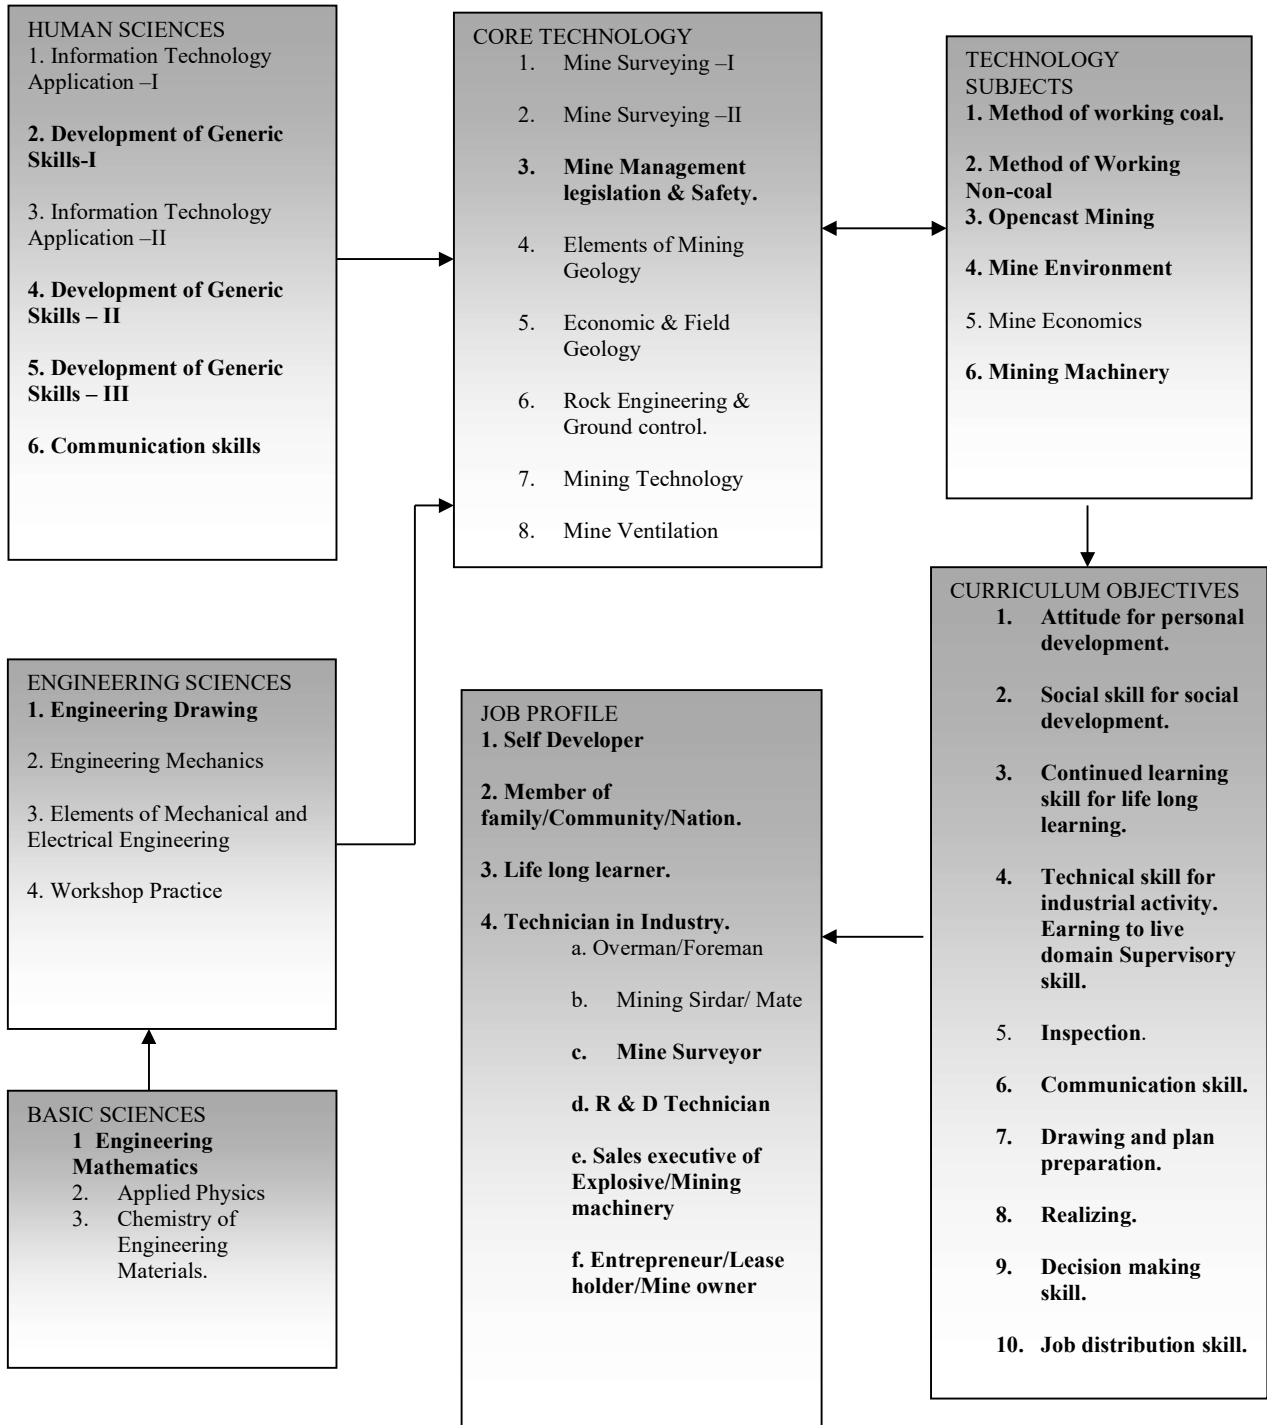 HUMAN SCIENCES
1. Information Technology
Application –I
2. Development of Generic
Skills-I
3. Information Technology
Application –II
4. Development of Generic
Skills – II
5. Development of Generic
Skills – III
6. Communication skills
CORE TECHNOLOGY
1. Mine Surveying –I
2. Mine Surveying –II
3. Mine Management
legislation & Safety.
4. Elements of Mining
Geology
5. Economic & Field
Geology
6. Rock Engineering &
Ground control.
7. Mining Technology
8. Mine Ventilation
TECHNOLOGY
SUBJECTS
1. Method of working coal.
2. Method of Working
Non-coal
3. Opencast Mining
4. Mine Environment
5. Mine Economics
6. Mining Machinery
ENGINEERING SCIENCES
1. Engineering Drawing
2. Engineering Mechanics
3. Elements of Mechanical and
Electrical Engineering
4. Workshop Practice
BASIC SCIENCES
1 Engineering
Mathematics
2. Applied Physics
3. Chemistry of
Engineering
Materials.
JOB PROFILE
1. Self Developer
2. Member of
family/Community/Nation.
3. Life long learner.
4. Technician in Industry.
a. Overman/Foreman
b. Mining Sirdar/ Mate
c. Mine Surveyor
d. R & D Technician
e. Sales executive of
Explosive/Mining
machinery
f. Entrepreneur/Lease
holder/Mine owner
CURRICULUM OBJECTIVES
1. Attitude for personal
development.
2. Social skill for social
development.
3. Continued learning
skill for life long
learning.
4. Technical skill for
industrial activity.
Earning to live
domain Supervisory
skill.
5. Inspection.
6. Communication skill.
7. Drawing and plan
preparation.
8. Realizing.
9. Decision making
skill.
10. Job distribution skill.